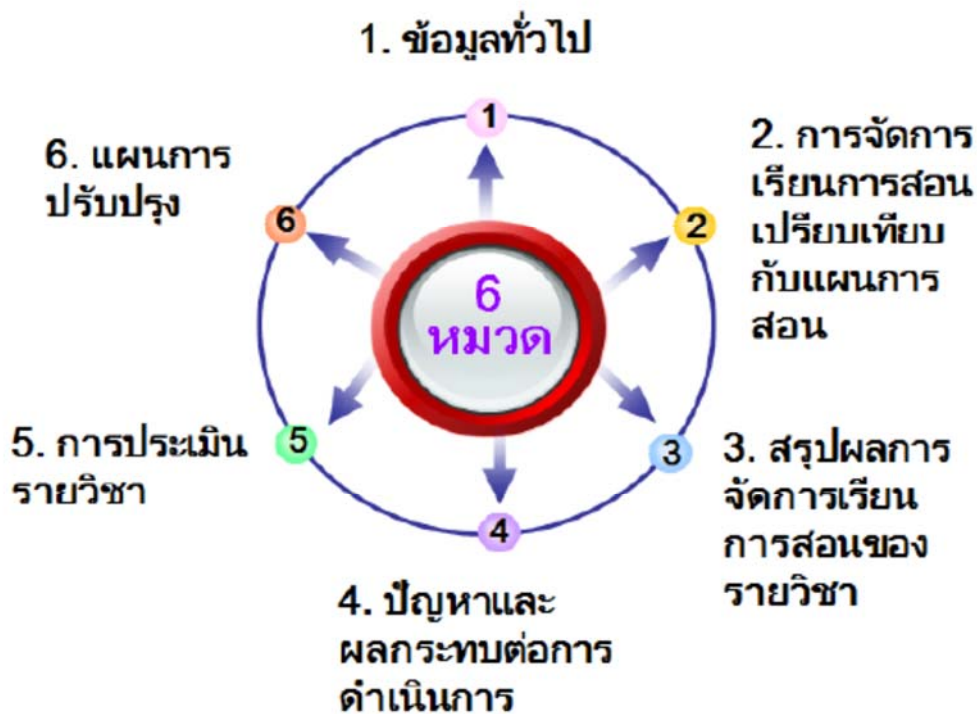 1. ข้อมูลทั่วไป
1
2. การจัดการ
เรียนการสอน
เปรียบเทียบ
กับแผนการ
สอน
2
3. สรุปผลการ
จัดการเรียน
การสอนของ
รายวิชา
3
4. ปัญหาและ
ผลกระทบต่อการ
ดำเนินการ
4
5. การประเมิน
รายวิชา
5
6. แผนการ
ปรับปรุง
6
6
หมวด